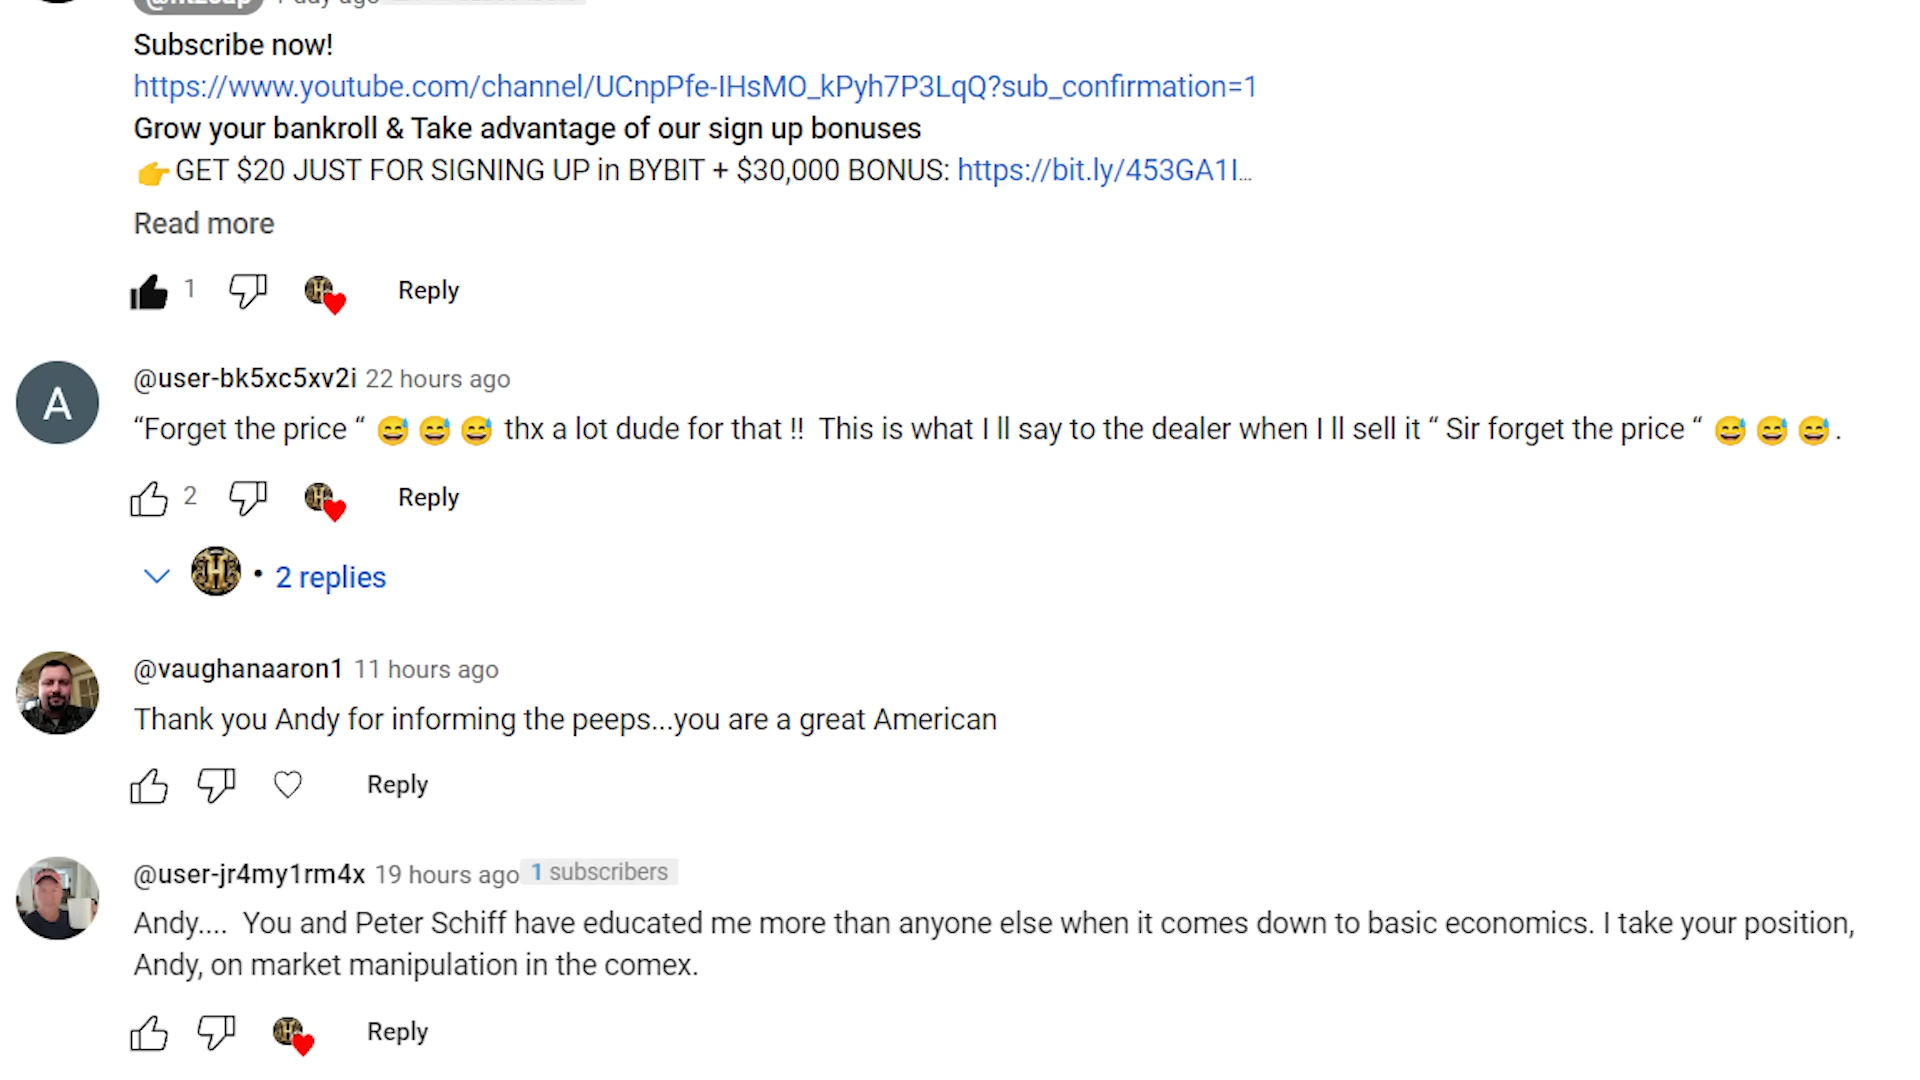 1 day ago
Subscribe now!
https://www.youtube.com/channel/UCnpPfe-IHsMO_kPyh7P3LqQ?sub_confirmation=1
Grow your bankroll & Take advantage of our sign up bonuses
👉GET $20 JUST FOR SIGNING UP in BYBIT + $30,000 BONUS: https://bit.ly/453GA1I...
Read more
1 Reply
A
@user-bk5xc5xv2i 22 hours ago
“Forget the price “ 😅 😅 😅 thx a lot dude for that !! This is what I ll say to the dealer when I ll sell it “ Sir forget the price “ 😅 😅 😅 .
2 Reply
H • 2 replies
@vaughanaaron1 11 hours ago
Thank you Andy for informing the peeps...you are a great American
Reply
@user-jr4my1rm4x 19 hours ago 1 subscribers
Andy.... You and Peter Schiff have educated me more than anyone else when it comes down to basic economics. I take your position,
Andy, on market manipulation in the comex.
Reply